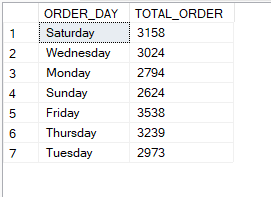 ORDER_DAY TOTAL_ORDER
1 Saturday 3158
2 Wednesday 3024
3 Monday 2794
4 Sunday 2624
5 Friday 3538
6 Thursday 3239
7 Tuesday 2973